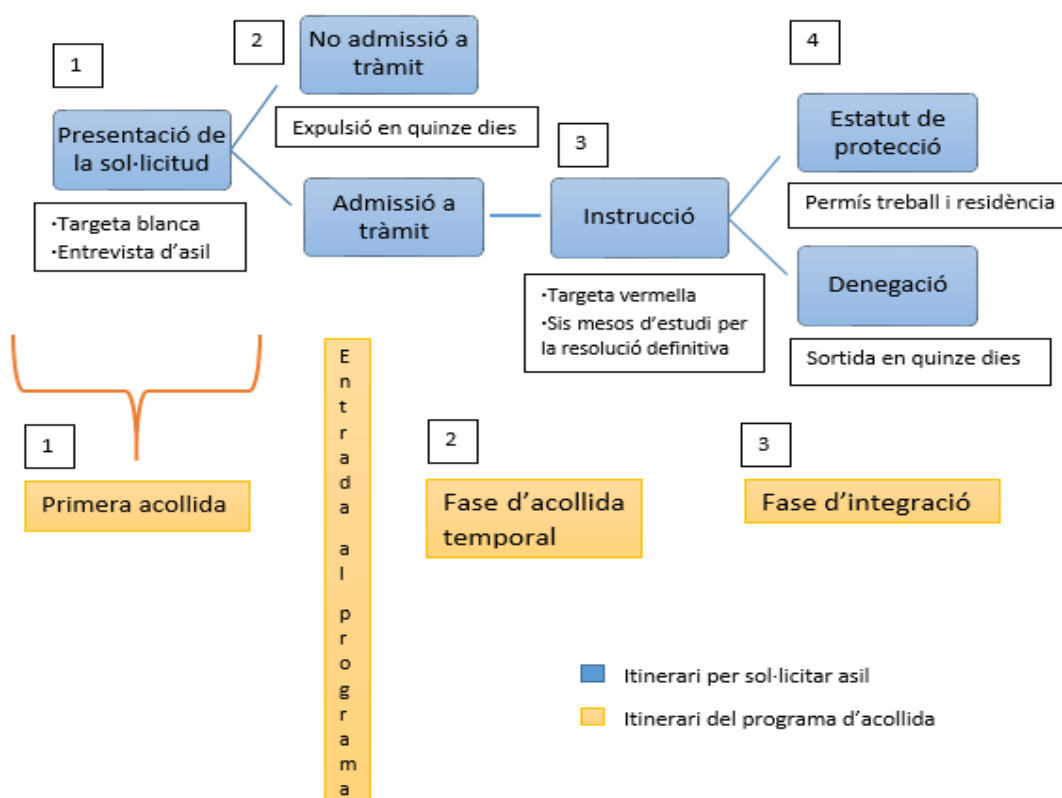 1
2
No admissió a
tràmit
4
Presentació de
la sol·licitud
Expulsió en quinze dies
3
Estatut de
protecció
·Targeta blanca
·Entrevista d’asil
Admissió a
tràmit
Instrucció
Permís treball i residència
·Targeta vermella
·Sis mesos d’estudi per
la resolució definitiva
Denegació
Sortida en quinze dies
1
Primera acollida
E
n
t
r
a
d
a
a
l
p
r
o
g
r
a
m
a
2
Fase d’acollida
temporal
3
Fase d’integració
Itinerari per sol·licitar asil
Itinerari del programa d’acollida